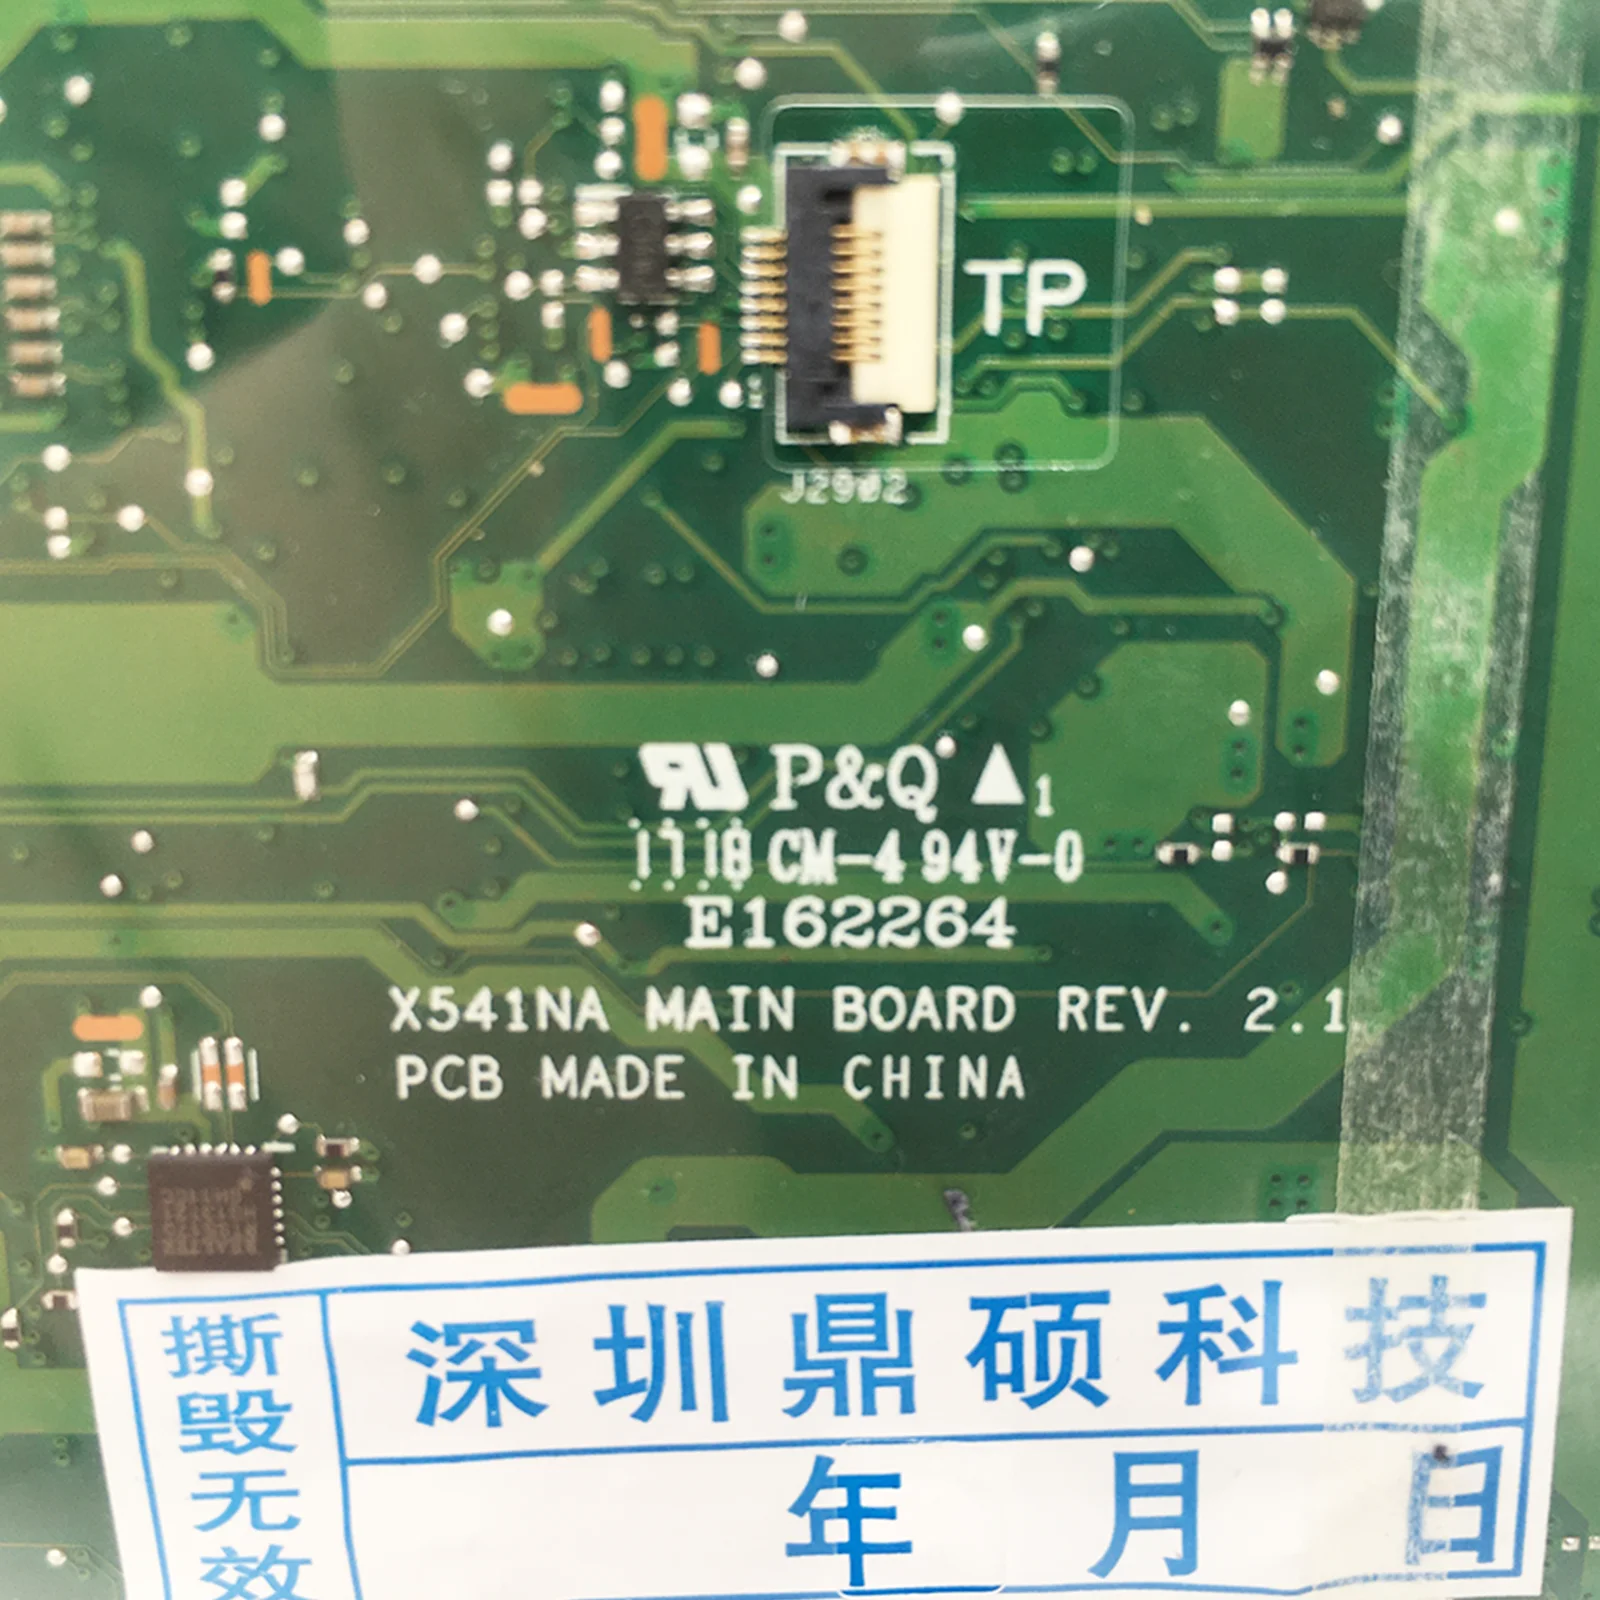 TP
J2902
P&Q ▲1
1718 CM-4 94V-0
E162264
X541NA MAIN BOARD REV. 2.1
PCB MADE IN CHINA
撕毁无效
深圳鼎硕科技
年 月 日